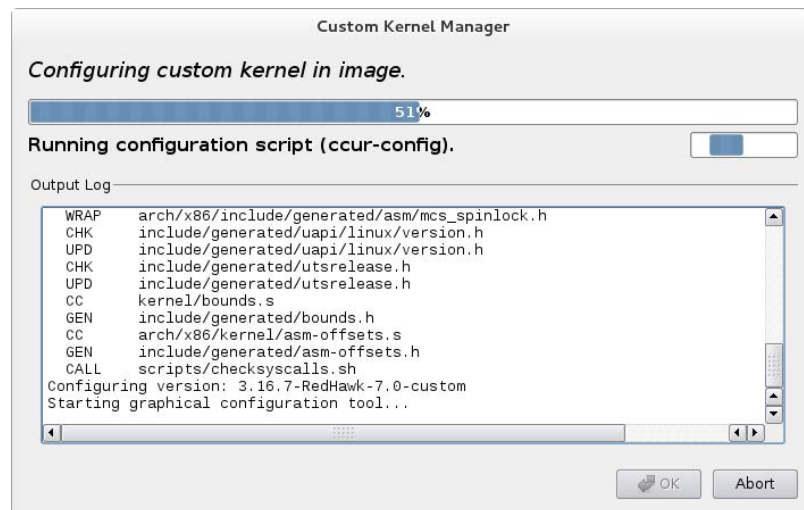 Custom Kernel Manager
Configuring custom kernel in image.
51%
Running configuration script (ccur-config).
Output Log
WRAP arch/x86/include/generated/asm/mcs_spinlock.h
CHK include/generated/uapi/linux/version.h
UPD include/generated/uapi/linux/version.h
CHK include/generated/utsrelease.h
UPD include/generated/utsrelease.h
CC kernel/bounds.s
GEN include/generated/bounds.h
CC arch/x86/kernel/asm-offsets.s
GEN include/generated/asm-offsets.h
CALL scripts/checksyscalls.sh
Configuring version: 3.16.7-RedHawk-7.0-custom
Starting graphical configuration tool...
OK Abort